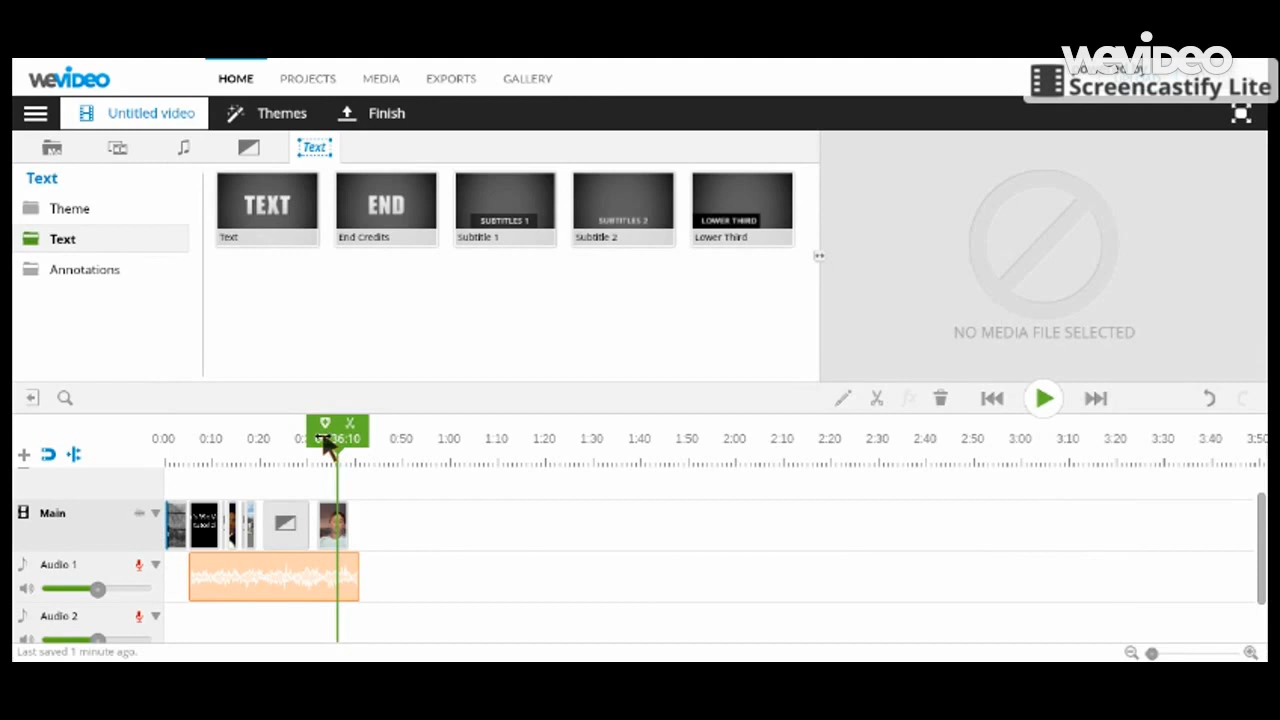 wevideo
Screencastify Lite
wevideo HOME PROJECTS MEDIA EXPORTS GALLERY
Untitled video Themes Finish
Text
Text
Theme
Text
Annotations
TEXT END SUBTITLES 1 SUBTITLES 2 LOWER THIRD
Text End Credits Subtitle 1 Subtitle 2 Lower Third
NO MEDIA FILE SELECTED
0:00 0:10 0:20 36:10 0:50 1:00 1:10 1:20 1:30 1:40 1:50 2:00 2:10 2:20 2:30 2:40 2:50 3:00 3:10 3:20 3:30 3:40 3:50
Main
Audio 1
Audio 2
Last saved 1 minute ago.